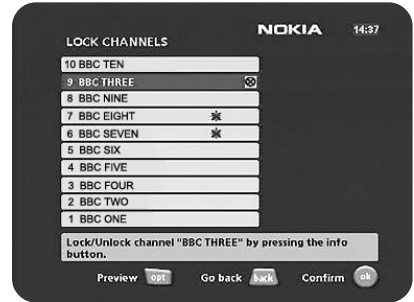 NOKIA 14:37
LOCK CHANNELS
10 BBC TEN
9 BBC THREE
8 BBC NINE
7 BBC EIGHT
6 BBC SEVEN
5 BBC SIX
4 BBC FIVE
3 BBC FOUR
2 BBC TWO
1 BBC ONE
Lock/Unlock channel "BBC THREE" by pressing the info
button.
Preview opt Go back back Confirm ok